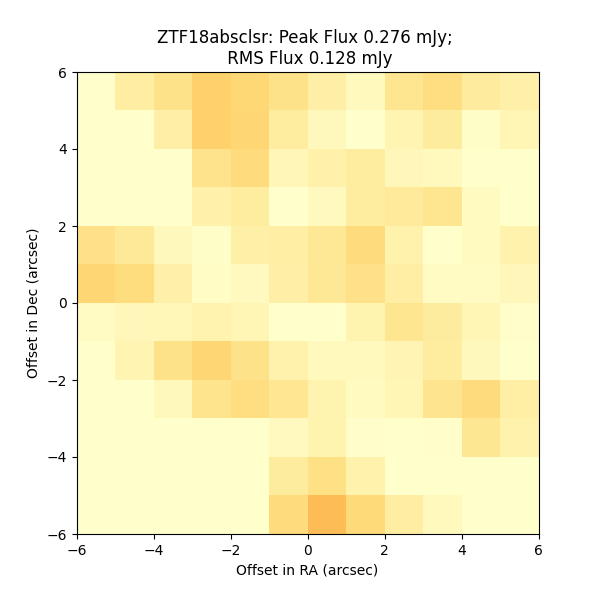 ZTF18absclsr: Peak Flux 0.276 mJy;
RMS Flux 0.128 mJy
6
4
2
0
−2
−4
−6
Offset in Dec (arcsec)
−6 −4 −2 0 2 4 6
Offset in RA (arcsec)